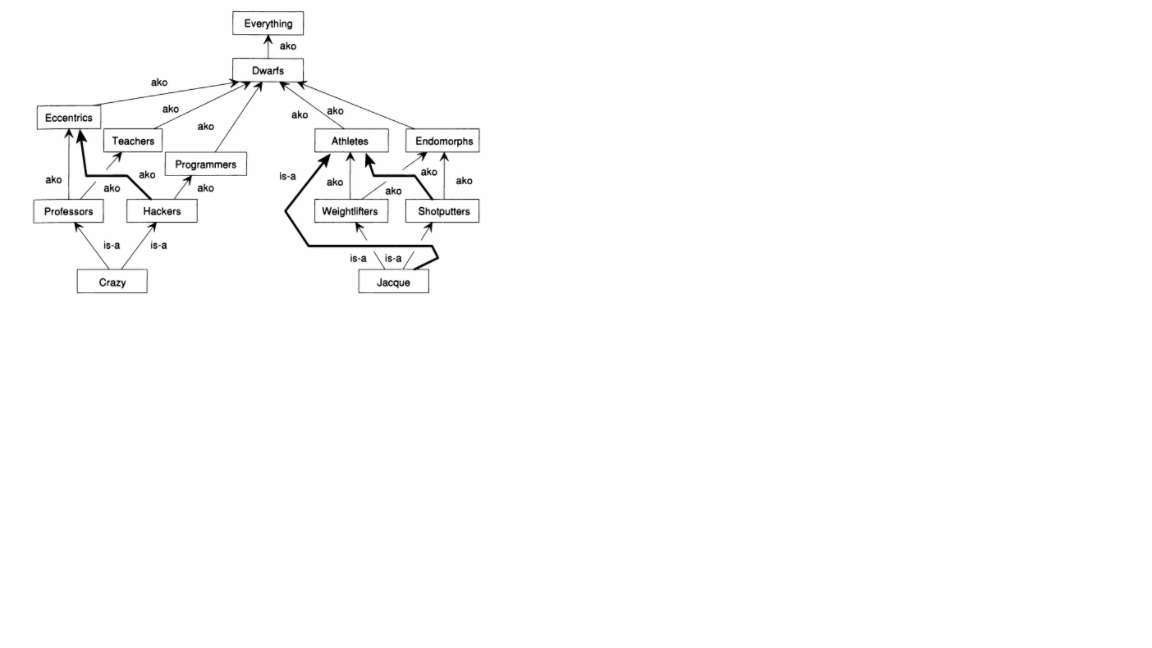 Everything
ako
Dwarfs
ako
ako
ako
ako
ako
Eccentrics
Teachers
Programmers
Athletes
Endomorphs
ako
ako
ako
ako
is-a
ako
ako
ako
ako
Professors
Hackers
Weightlifters
Shotputters
is-a
is-a
is-a
is-a
Crazy
Jacque